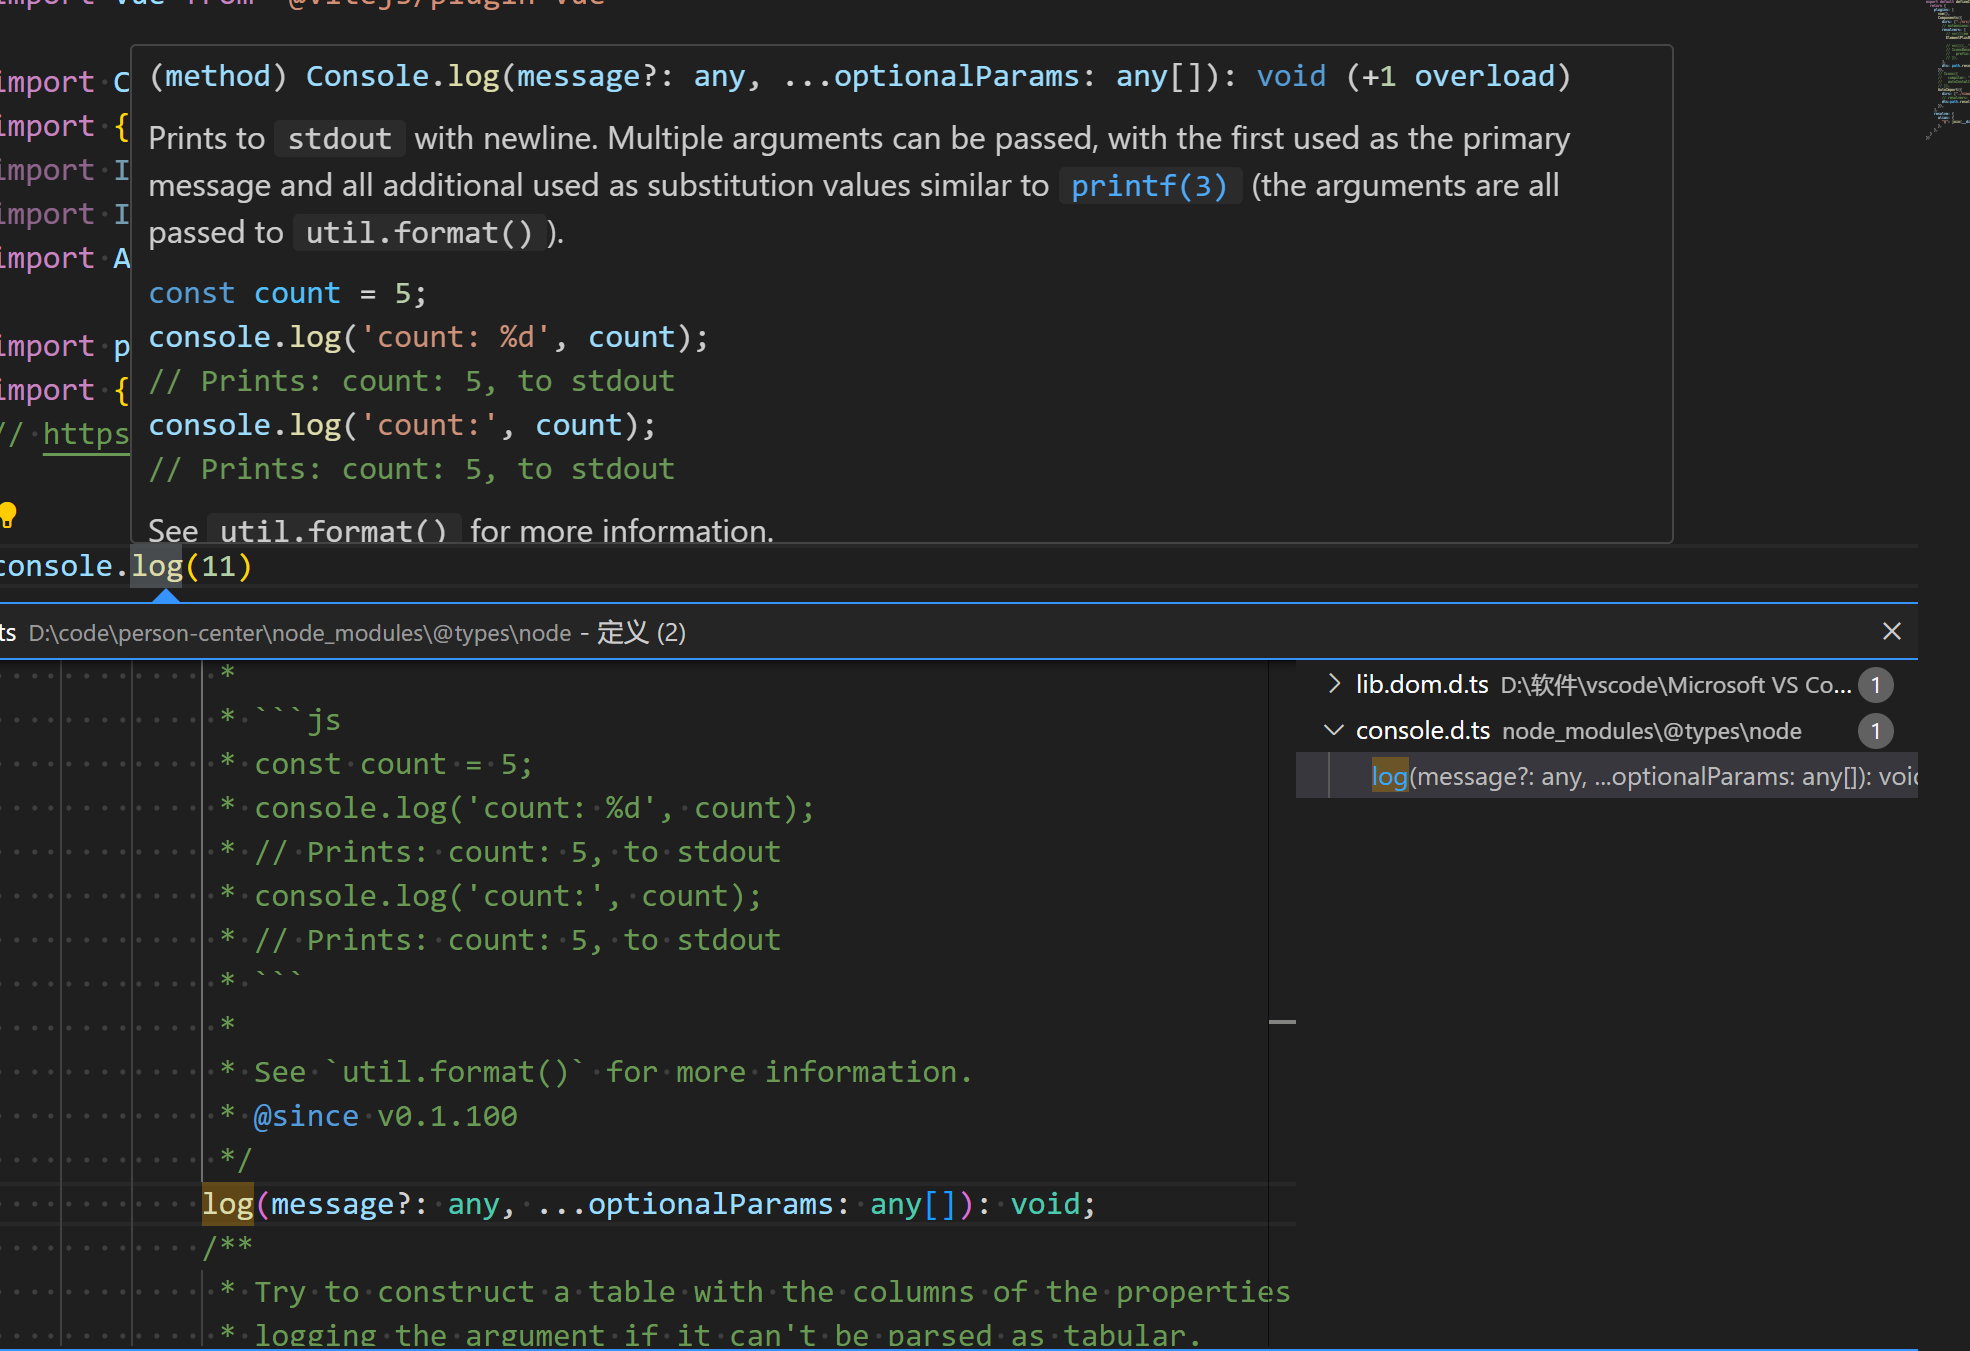 import vue from '@vitejs/plugin-vue'
import C
import {
import I
import I
import A
import p
import {
// https
(method) Console.log(message?: any, ...optionalParams: any[]): void (+1 overload)
Prints to stdout with newline. Multiple arguments can be passed, with the first used as the primary
message and all additional used as substitution values similar to printf(3) (the arguments are all
passed to util.format() ).
const count = 5;
console.log('count: %d', count);
// Prints: count: 5, to stdout
console.log('count:', count);
// Prints: count: 5, to stdout
See util.format() for more information.
console.log(11)
ts D:\code\person-center\node_modules\@types\node - 定义 (2)
*
* ```js
* const count = 5;
* console.log('count: %d', count);
* // Prints: count: 5, to stdout
* console.log('count:', count);
* // Prints: count: 5, to stdout
* ```
*
* See `util.format()` for more information.
* @since v0.1.100
*/
log(message?: any, ...optionalParams: any[]): void;
/**
* Try to construct a table with the columns of the properties
* logging the argument if it can't be parsed as tabular.
lib.dom.d.ts D:\软件\vscode\Microsoft VS Co... 1
console.d.ts node_modules\@types\node 1
log(message?: any, ...optionalParams: any[]): voi